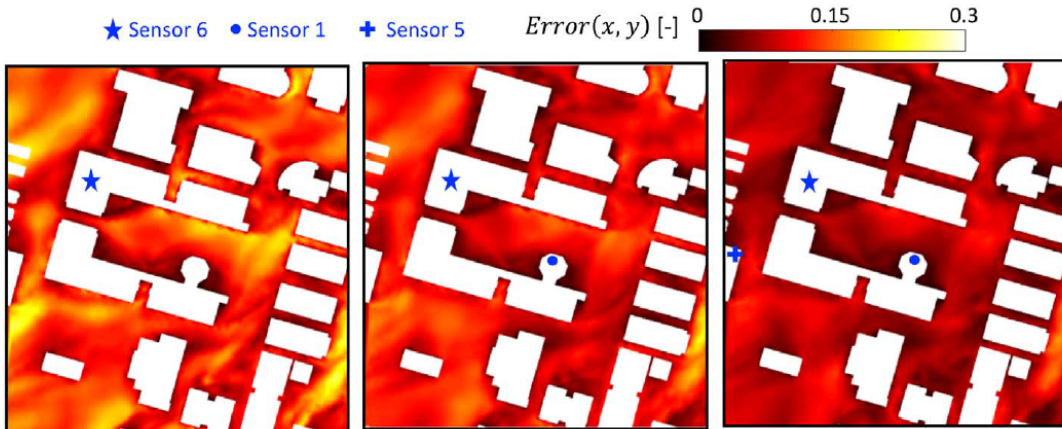 ★ Sensor 6 ● Sensor 1 ✚ Sensor 5 Error(x, y) [-] 0 0.15 0.3